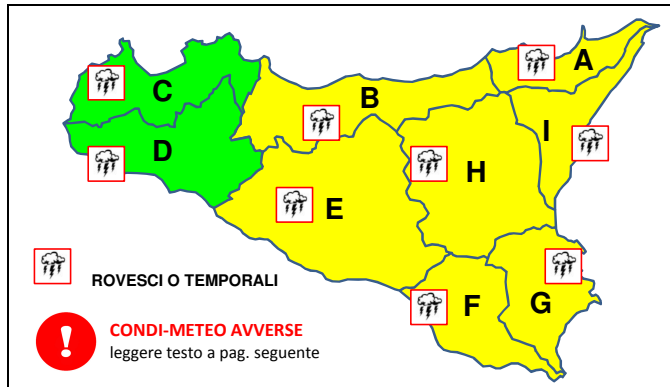 A
C
B
I
D
H
E
G
F
ROVESCI O TEMPORALI
!
CONDI-METEO AVVERSE
leggere testo a pag. seguente